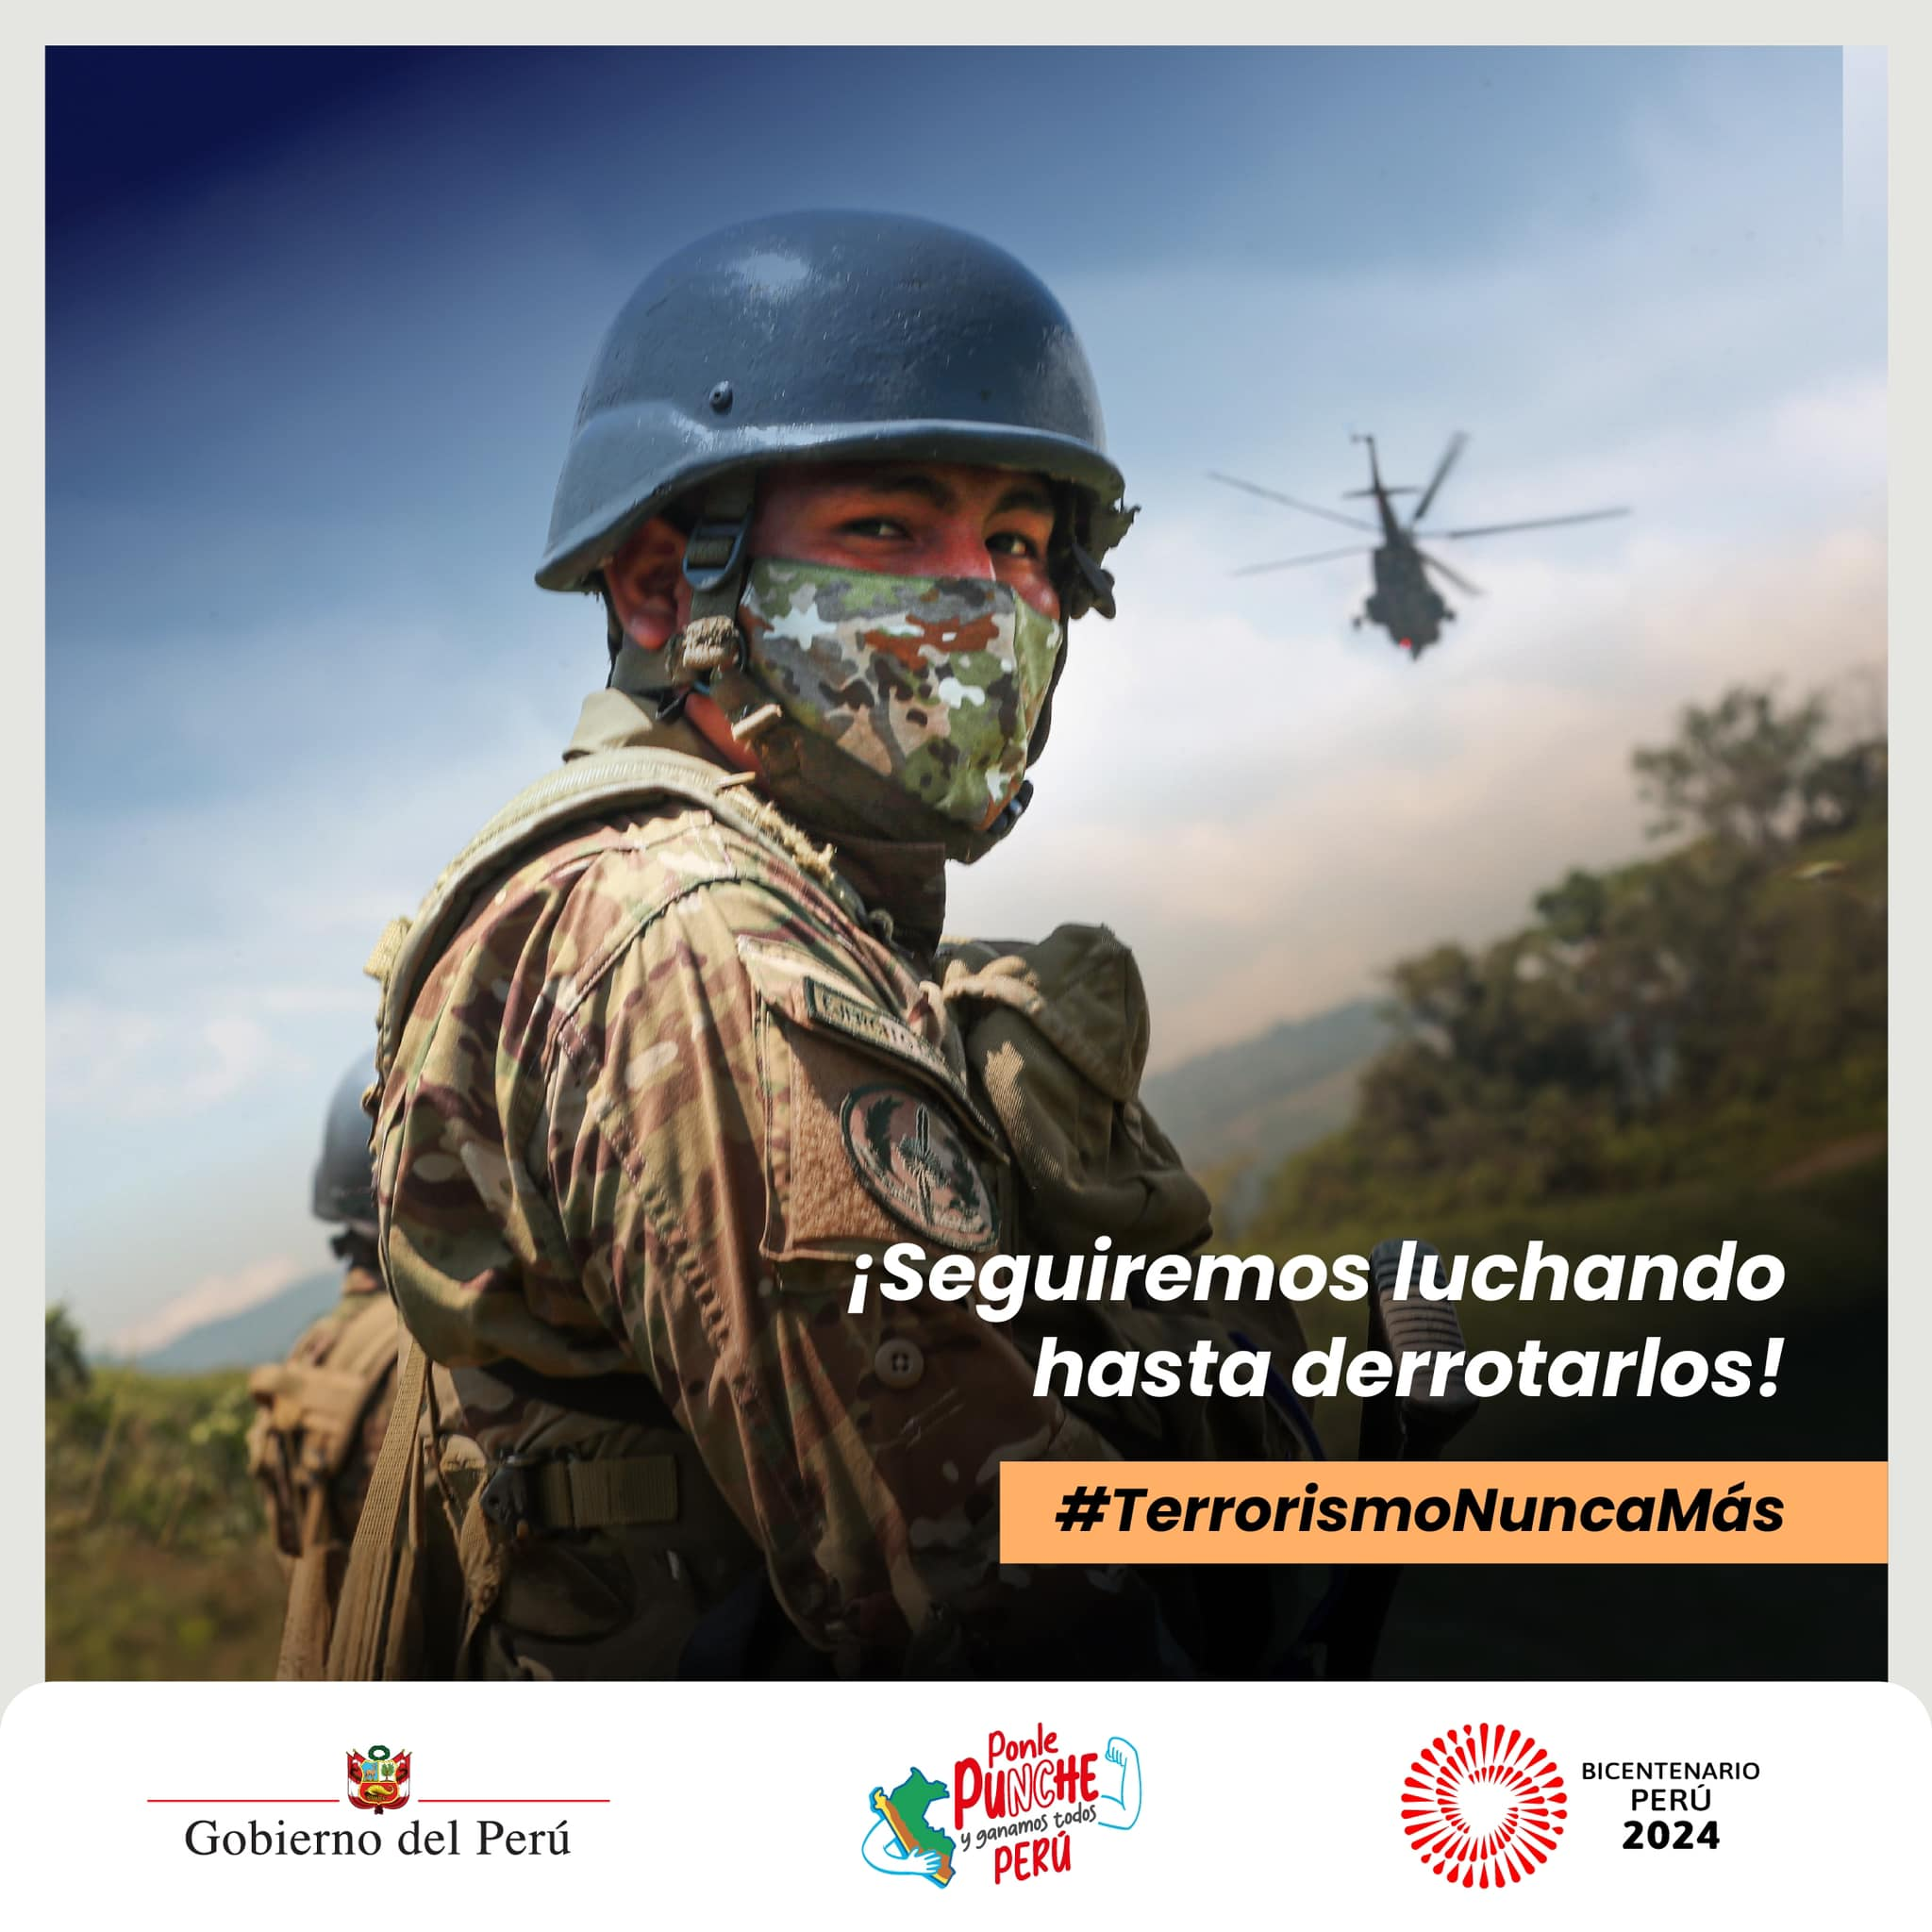 ¡Seguiremos luchando
hasta derrotarlos!
#TerrorismoNuncaMás
Gobierno del Perú
Ponle
PUNCHE
y ganamos todos
PERÚ
BICENTENARIO
PERÚ
2024